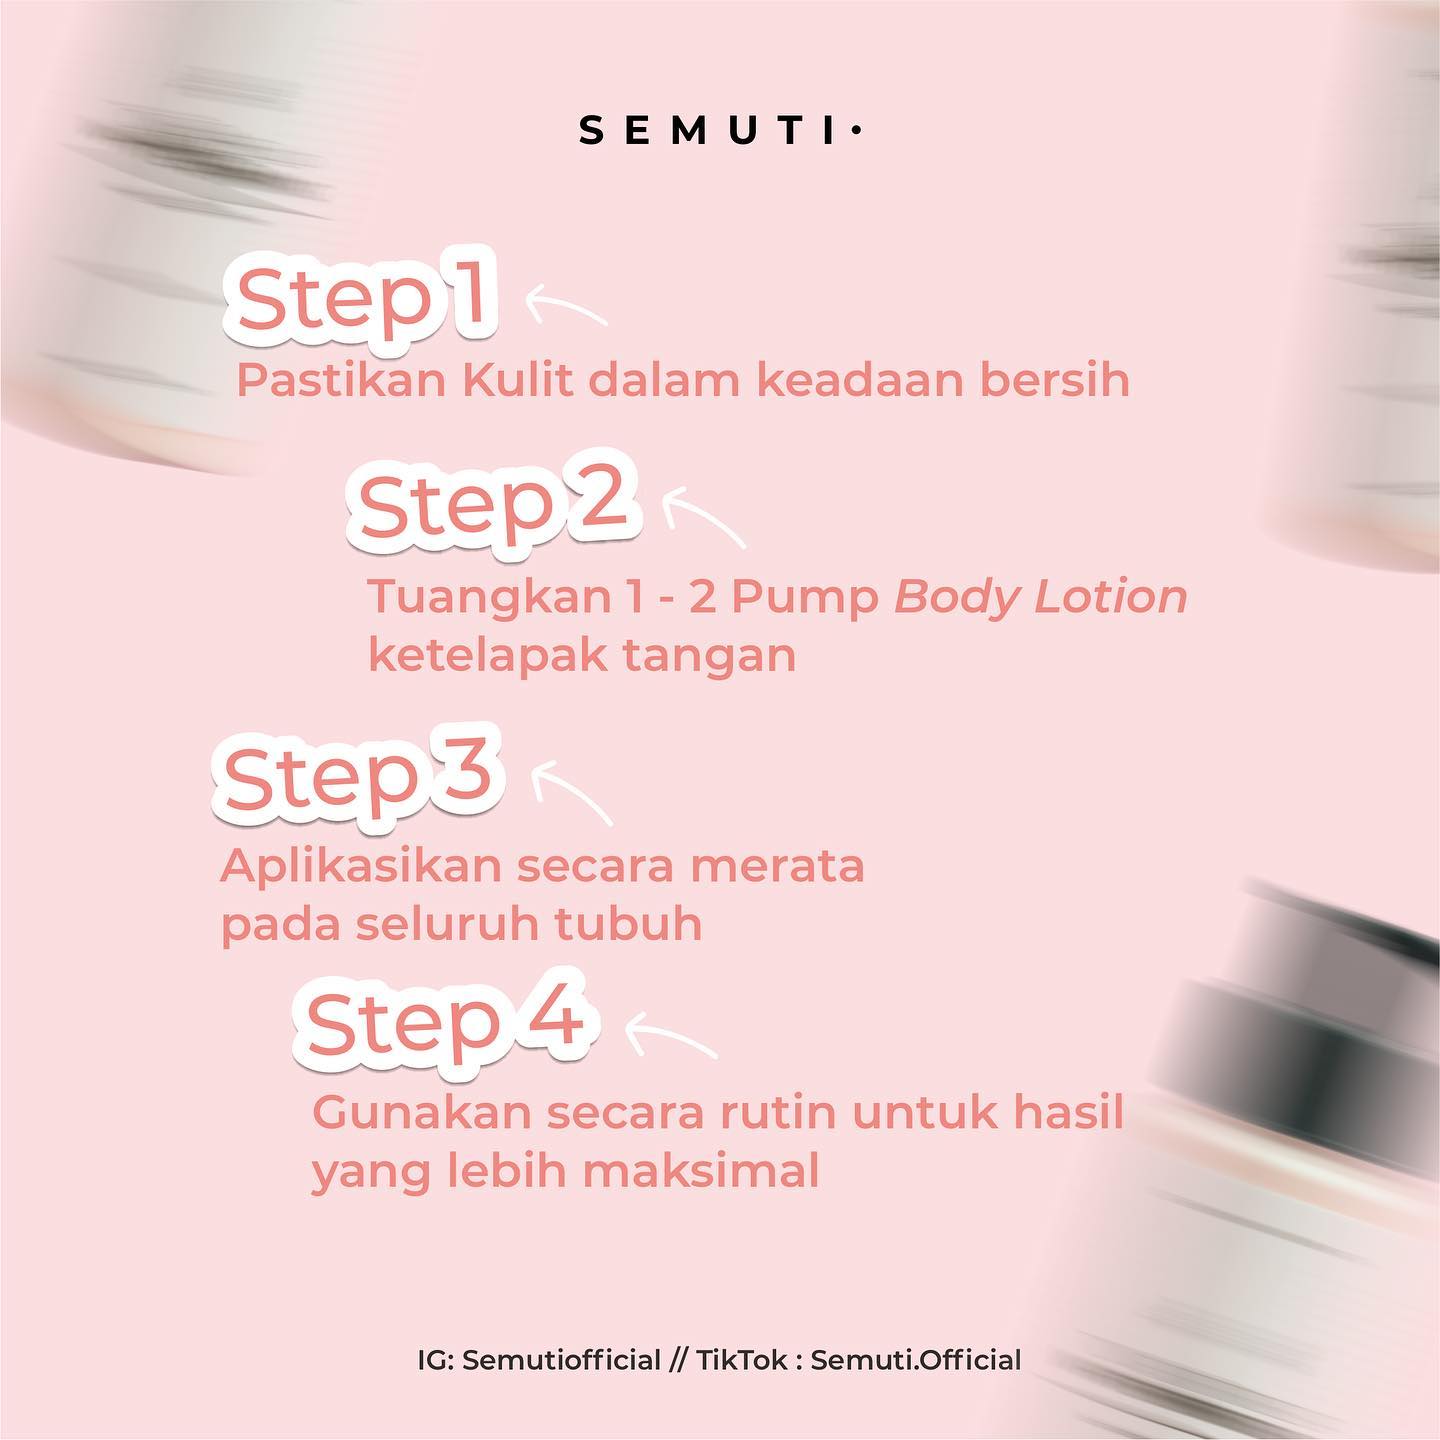 SEMUTI•
Step 1
Pastikan Kulit dalam keadaan bersih
Step 2
Tuangkan 1 - 2 Pump Body Lotion
ketelapak tangan
Step 3
Aplikasikan secara merata
pada seluruh tubuh
Step 4
Gunakan secara rutin untuk hasil
yang lebih maksimal
IG: Semutiofficial // TikTok : Semuti.Official